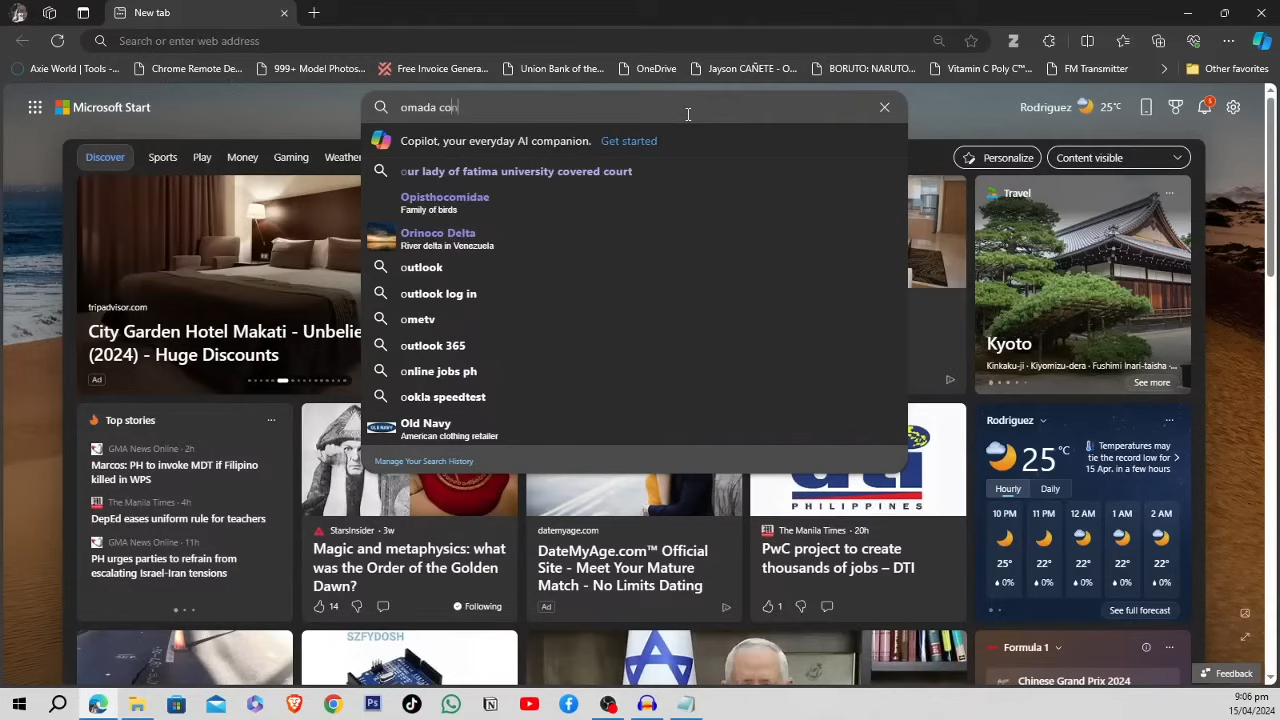 New tab
Search or enter web address
Axie World | Tools -...
Chrome Remote De...
999+ Model Photos...
Free Invoice Genera...
Union Bank of the...
OneDrive
Jayson CAÑETE - O...
BORUTO: NARUTO...
Vitamin C Poly C™...
FM Transmitter
Other favorites
Microsoft Start
omada con
Rodriguez
25°C
5
Copilot, your everyday AI companion. Get started
our lady of fatima university covered court
Opisthocomidae
Family of birds
Orinoco Delta
River delta in Venezuela
outlook
outlook log in
ometv
outlook 365
online jobs ph
ookla speedtest
Old Navy
American clothing retailer
Manage Your Search History
Discover
Sports
Play
Money
Gaming
Weather
Personalize
Content visible
tripadvisor.com
City Garden Hotel Makati - Unbelie
(2024) - Huge Discounts
Ad
Travel
Kyoto
Kinkaku-ji · Kiyomizu-dera · Fushimi Inari-taisha ·...
See more
Top stories
GMA News Online · 2h
Marcos: PH to invoke MDT if Filipino
killed in WPS
The Manila Times · 4h
DepEd eases uniform rule for teachers
GMA News Online · 11h
PH urges parties to refrain from
escalating Israel-Iran tensions
StarsInsider · 3w
Magic and metaphysics: what
was the Order of the Golden
Dawn?
14
Following
datemyage.com
DateMyAge.com™ Official
Site - Meet Your Mature
Match - No Limits Dating
Ad
PHILIPPINES
The Manila Times · 20h
PwC project to create
thousands of jobs – DTI
1
Rodriguez
25°C
Temperatures may
tie the record low for
15 Apr. in a few hours
Hourly
Daily
10 PM
11 PM
12 AM
1 AM
2 AM
25°
22°
22°
22°
22°
0%
0%
0%
0%
0%
See full forecast
SZFYDOSH
Formula 1
Chinese Grand Prix 2024
Feedback
9:06 pm
15/04/2024